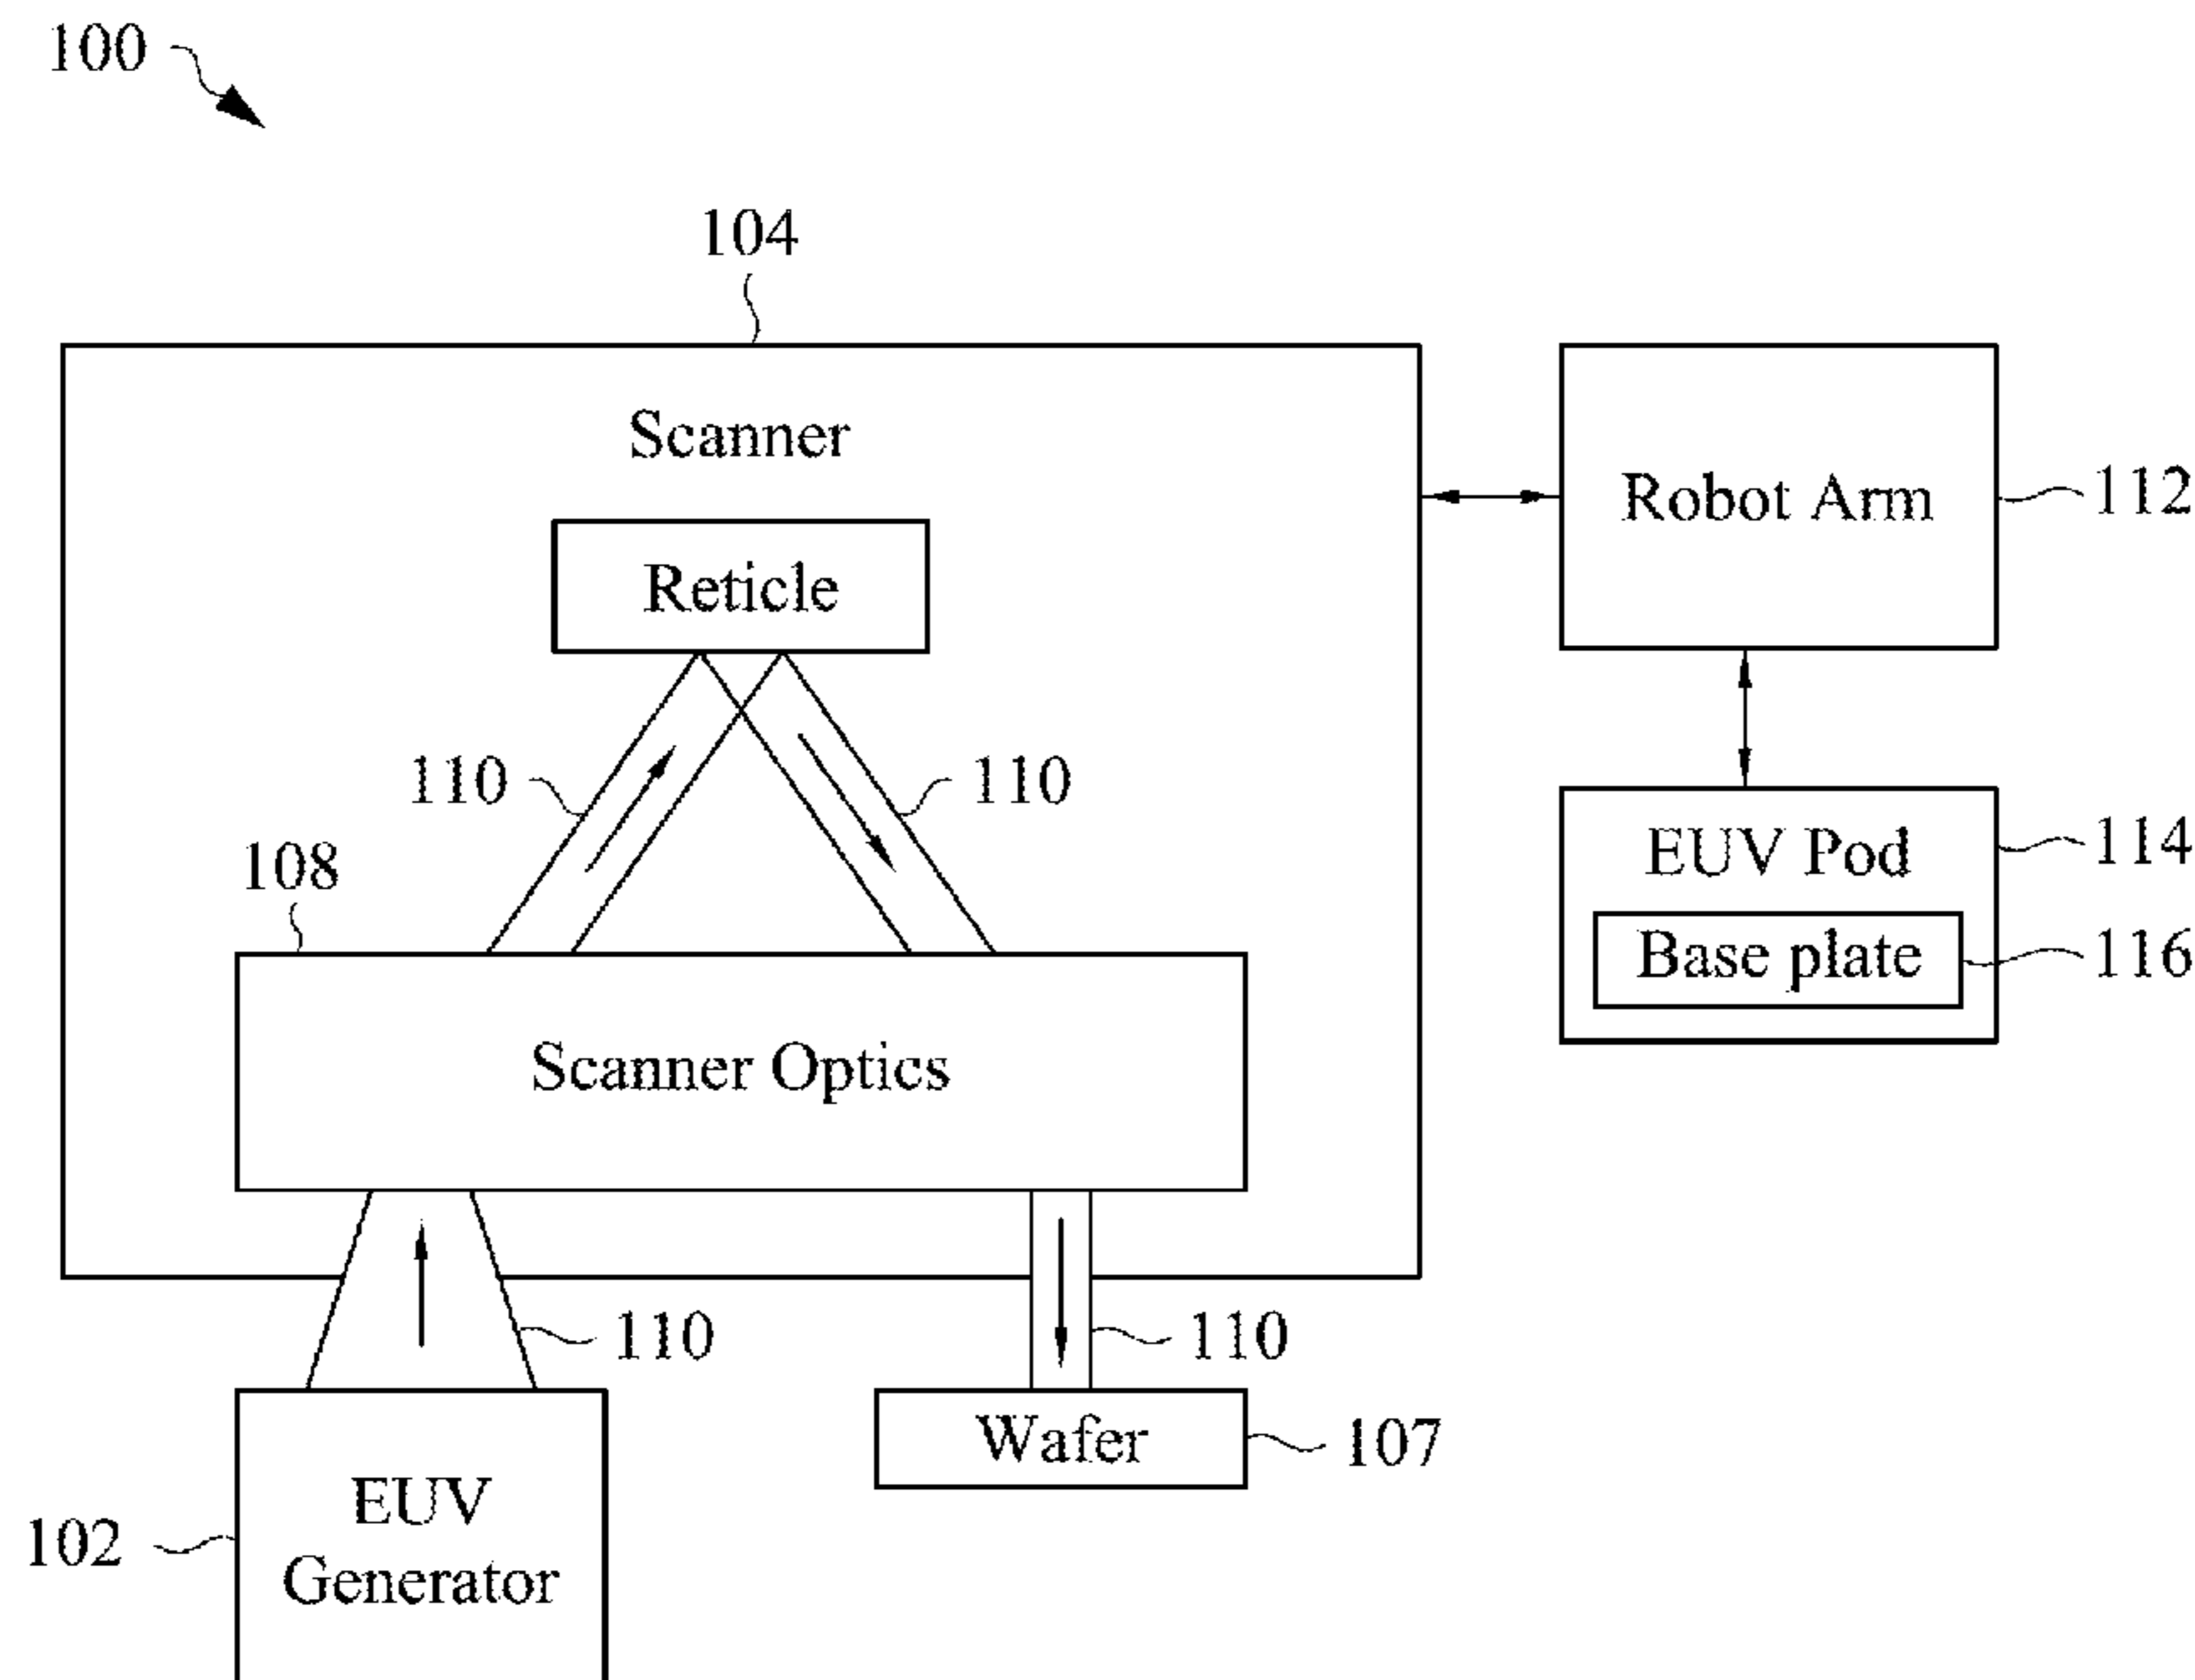 100
104
Scanner
Robot Arm
112
Reticle
110
110
108
EUV Pod
114
Base plate
116
Scanner Optics
110
110
Wafer
107
EUV
Generator
102